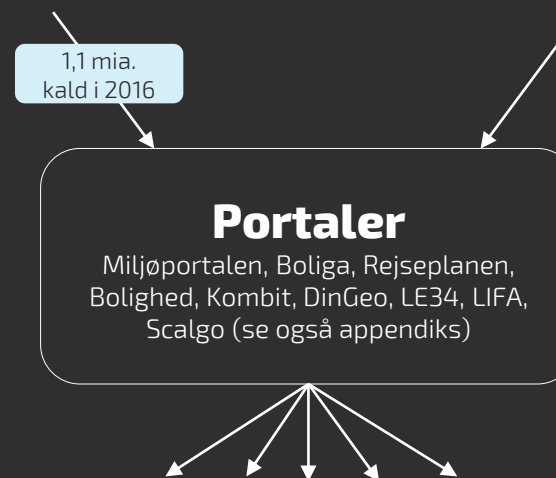 1,1 mia.
kald i 2016
Portaler
Miljøportalen, Boliga, Rejseplanen,
Bolighed, Kombit, DinGeo, LE34, LIFA,
Scalgo (se også appendiks)